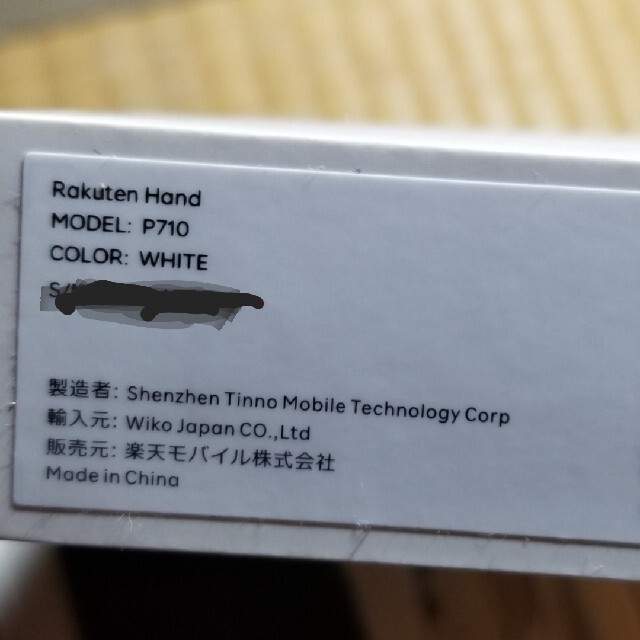 Rakuten Hand
MODEL: P710
COLOR: WHITE
製造者: Shenzhen Tinno Mobile Technology Corp
輸入元: Wiko Japan CO.,Ltd
販売元: 楽天モバイル株式会社
Made in China